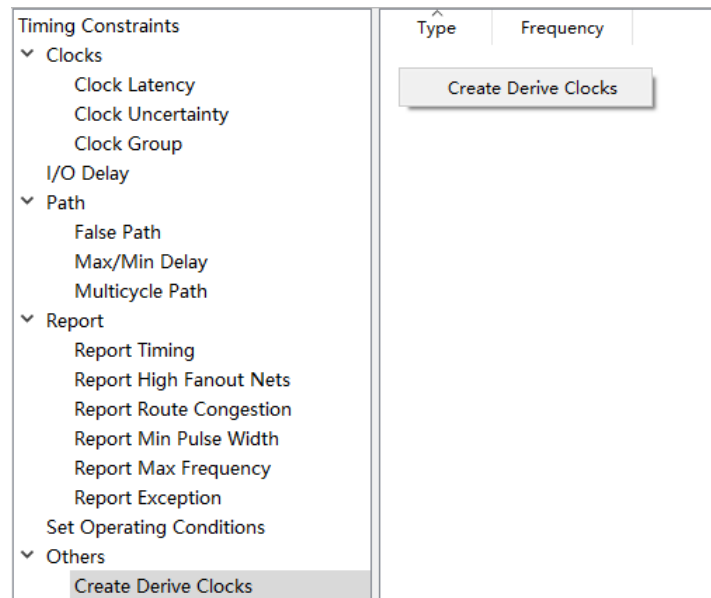 Timing Constraints
Clocks
Clock Latency
Clock Uncertainty
Clock Group
I/O Delay
Path
False Path
Max/Min Delay
Multicycle Path
Report
Report Timing
Report High Fanout Nets
Report Route Congestion
Report Min Pulse Width
Report Max Frequency
Report Exception
Set Operating Conditions
Others
Create Derive Clocks
Type Frequency
Create Derive Clocks